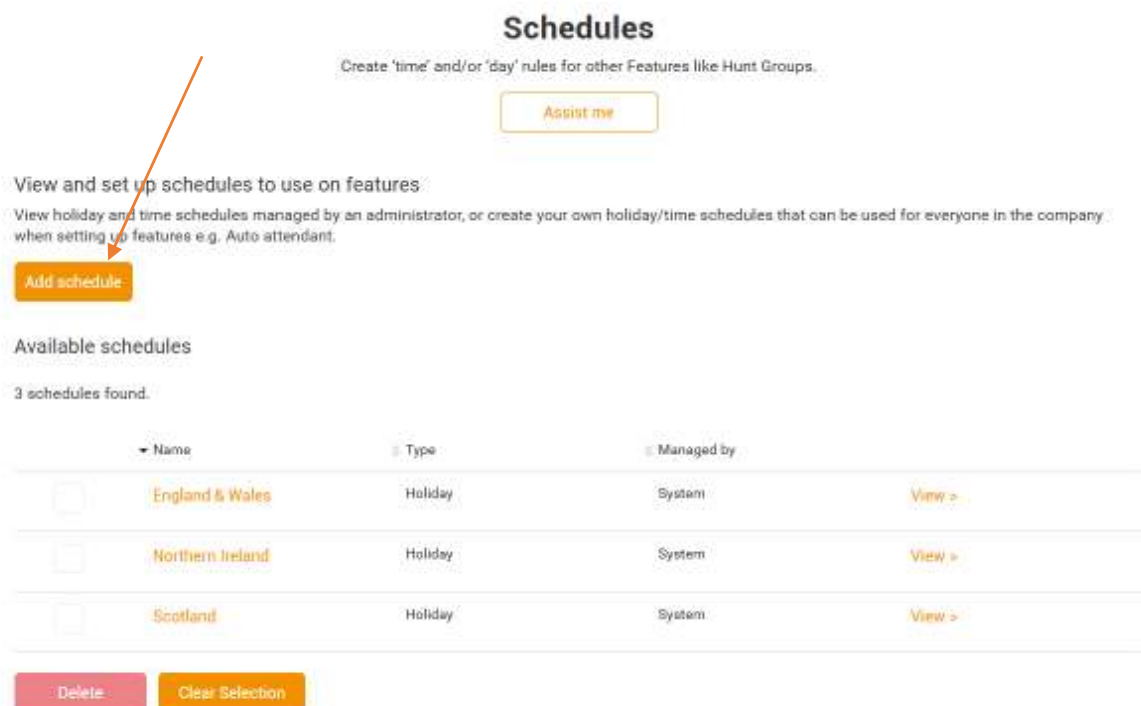 Schedules
Create 'time' and/or 'day' rules for other Features like Hunt Groups.
Assist me
View and set up schedules to use on features
View holiday and time schedules managed by an administrator, or create your own holiday/time schedules that can be used for everyone in the company
when setting up features e.g. Auto attendant.
Add schedule
Available schedules
3 schedules found.
Name Type Managed by
England & Wales Holiday System View >
Northern Ireland Holiday System View >
Scotland Holiday System View >
Delete Clear Selection